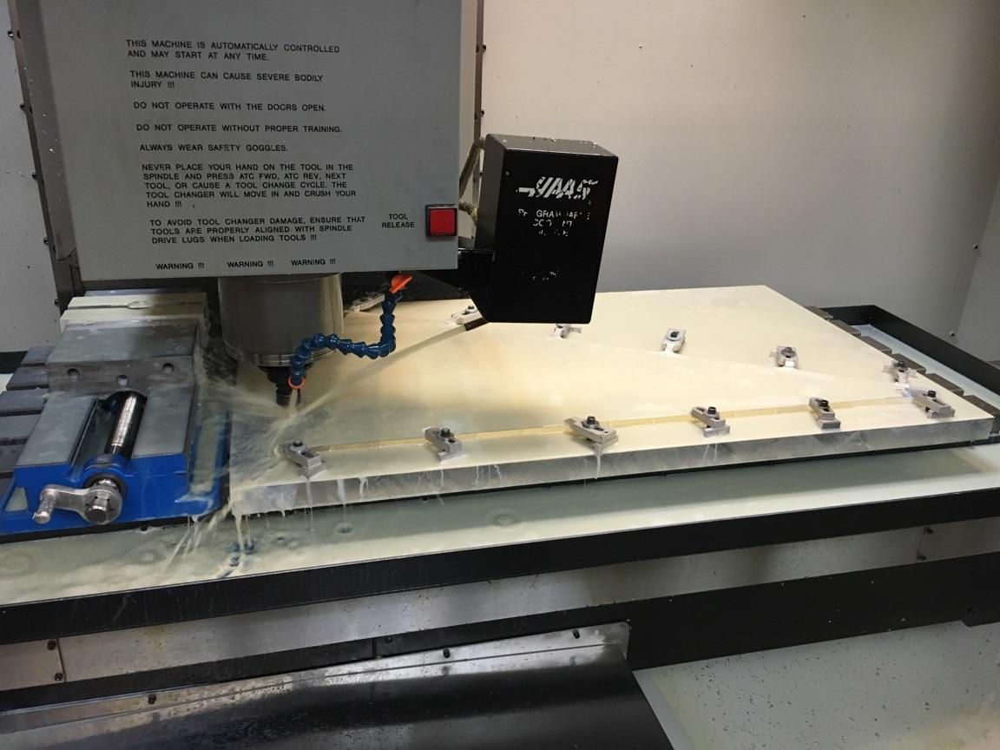 THIS MACHINE IS AUTOMATICALLY CONTROLLED
AND MAY START AT ANY TIME.
THIS MACHINE CAN CAUSE SEVERE BODILY
INJURY !!!
DO NOT OPERATE WITH THE DOORS OPEN.
DO NOT OPERATE WITHOUT PROPER TRAINING.
ALWAYS WEAR SAFETY GOGGLES.
NEVER PLACE YOUR HAND ON THE TOOL IN THE
SPINDLE AND PRESS ATC FWD, ATC REV, NEXT
TOOL, OR CAUSE A TOOL CHANGE CYCLE. THE
TOOL CHANGER WILL MOVE IN AND CRUSH YOUR
HAND !!!
TO AVOID TOOL CHANGER DAMAGE, ENSURE THAT
TOOLS ARE PROPERLY ALIGNED WITH SPINDLE
DRIVE LUGS WHEN LOADING TOOLS !!!
WARNING !!! WARNING !!! WARNING !!!
TOOL
RELEASE
HAAS